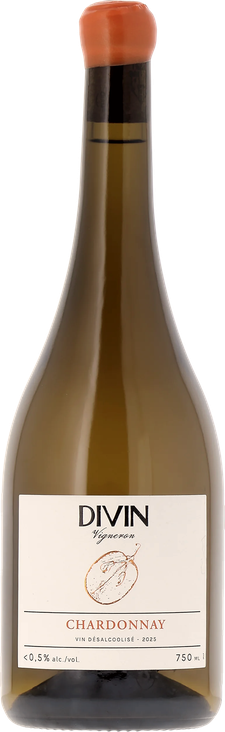 DIVIN
Vigneron
CHARDONNAY
VIN DÉSALCOOLISÉ - 2025
<0,5% alc./vol. 750 ML